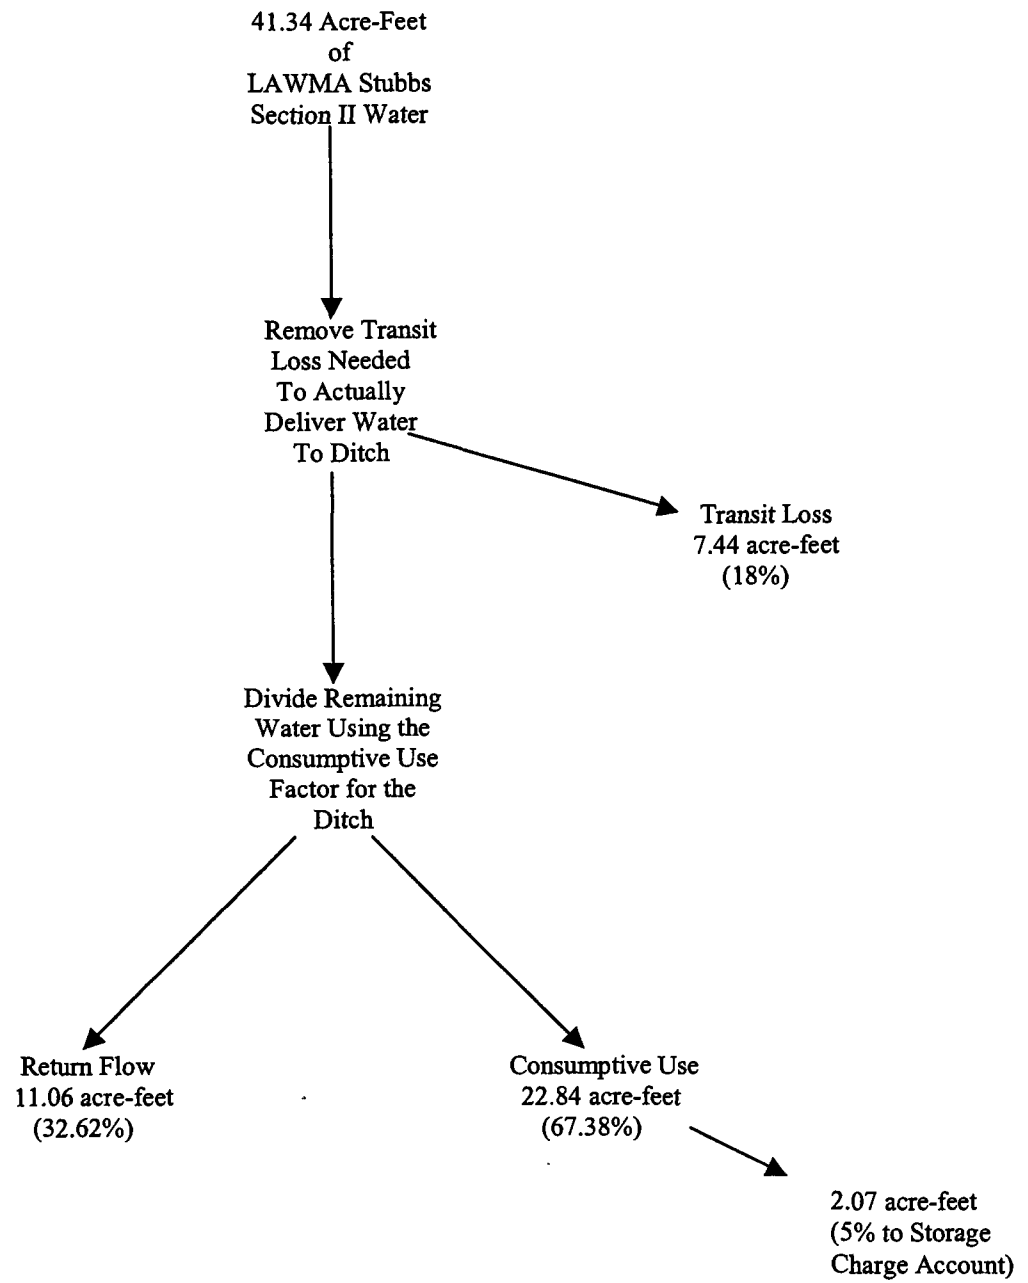 41.34 Acre-Feet
of
LAWMA Stubbs
Section II Water
Remove Transit
Loss Needed
To Actually
Deliver Water
To Ditch
Transit Loss
7.44 acre-feet
(18%)
Divide Remaining
Water Using the
Consumptive Use
Factor for the
Ditch
Return Flow
11.06 acre-feet
(32.62%)
Consumptive Use
22.84 acre-feet
(67.38%)
2.07 acre-feet
(5% to Storage
Charge Account)